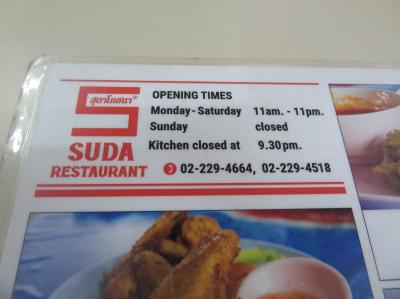 สุดาโภชนา®
SUDA
RESTAURANT
OPENING TIMES
Monday - Saturday 11am. - 11pm.
Sunday closed
Kitchen closed at 9.30pm.
02-229-4664, 02-229-4518